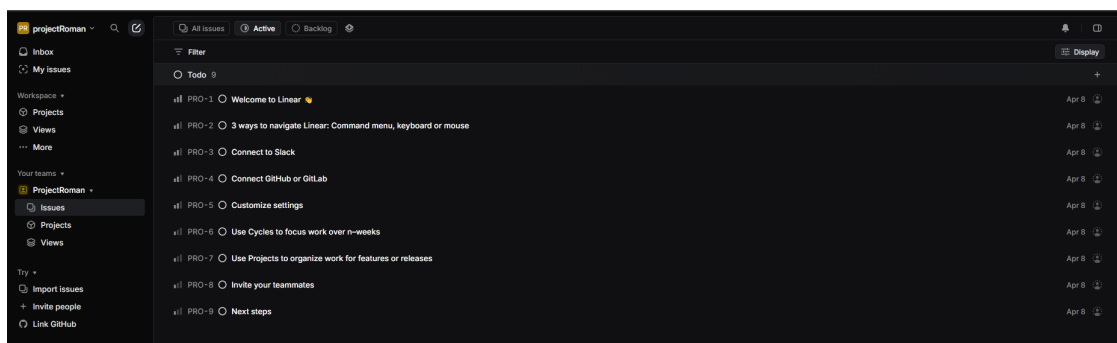 PR projectRoman
Inbox
My issues
Workspace
Projects
Views
More
Your teams
ProjectRoman
Issues
Projects
Views
Try
Import issues
Invite people
Link GitHub
All issues Active Backlog
Filter Display
Todo 9
PRO-1 Welcome to Linear 👋 Apr 8
PRO-2 3 ways to navigate Linear: Command menu, keyboard or mouse Apr 8
PRO-3 Connect to Slack Apr 8
PRO-4 Connect GitHub or GitLab Apr 8
PRO-5 Customize settings Apr 8
PRO-6 Use Cycles to focus work over n–weeks Apr 8
PRO-7 Use Projects to organize work for features or releases Apr 8
PRO-8 Invite your teammates Apr 8
PRO-9 Next steps Apr 8